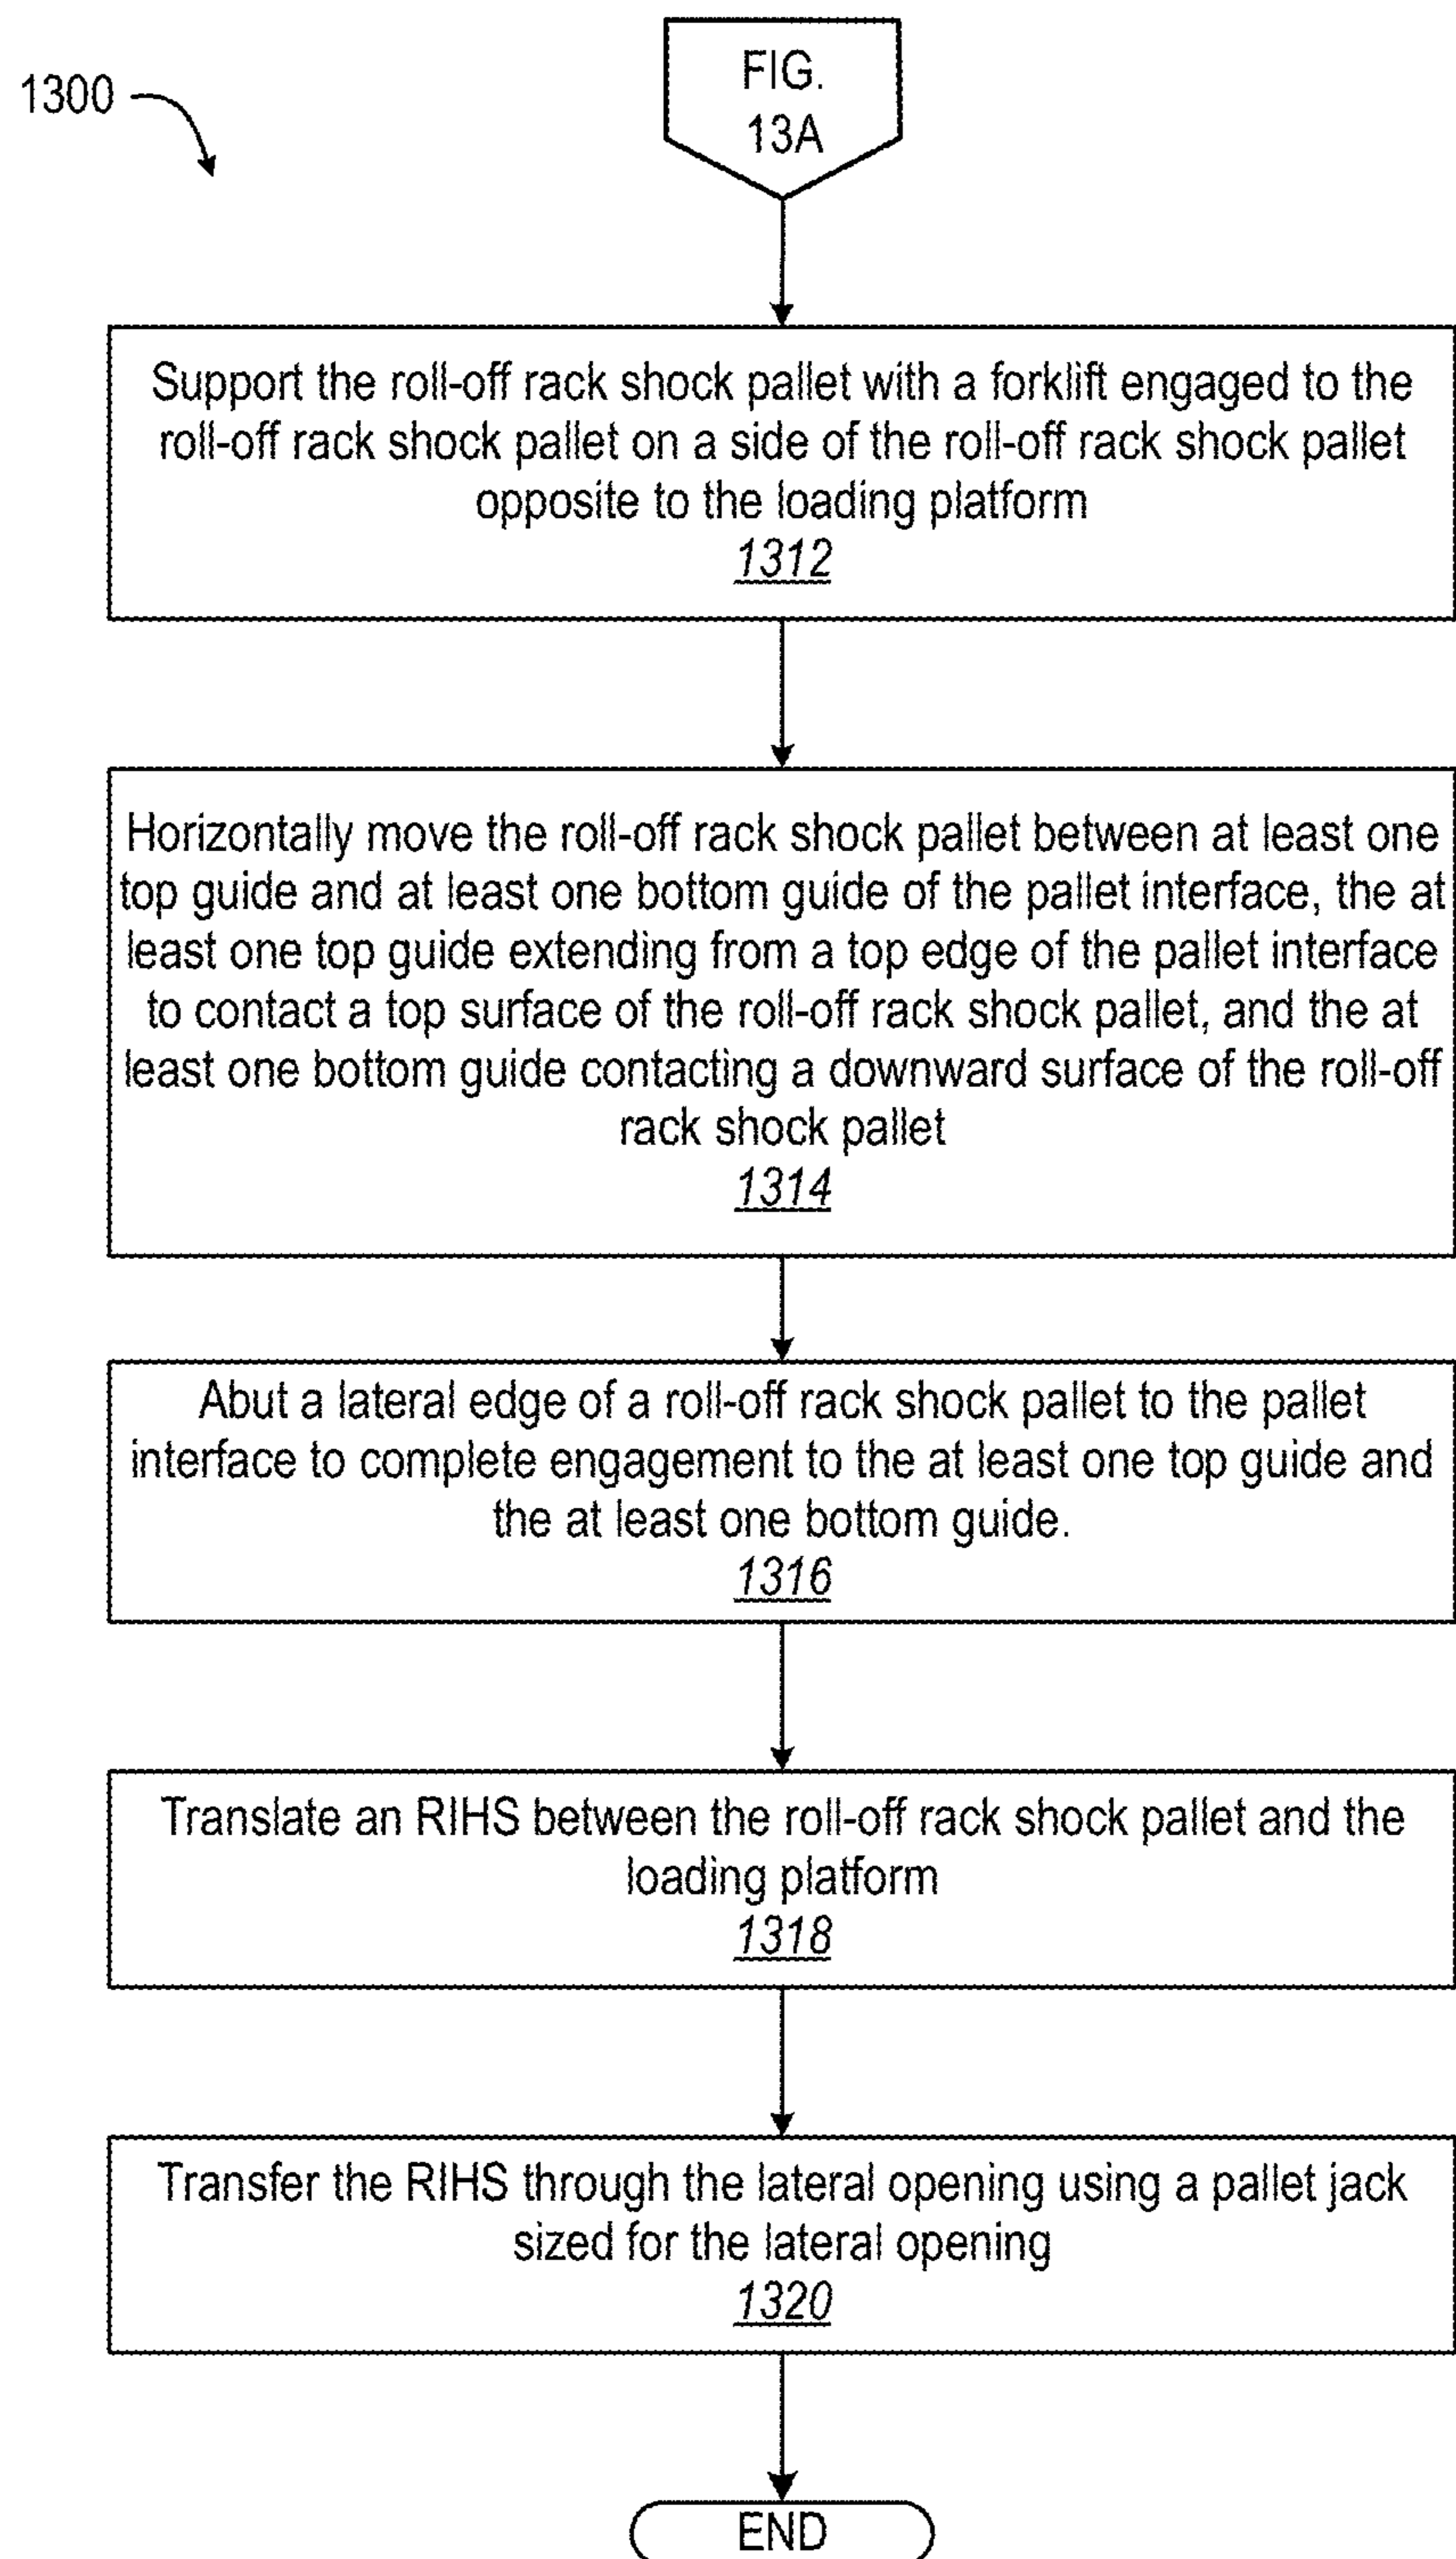 1300
FIG.
13A
Support the roll-off rack shock pallet with a forklift engaged to the
roll-off rack shock pallet on a side of the roll-off rack shock pallet
opposite to the loading platform
1312
Horizontally move the roll-off rack shock pallet between at least one
top guide and at least one bottom guide of the pallet interface, the at
least one top guide extending from a top edge of the pallet interface
to contact a top surface of the roll-off rack shock pallet, and the at
least one bottom guide contacting a downward surface of the roll-off
rack shock pallet
1314
Abut a lateral edge of a roll-off rack shock pallet to the pallet
interface to complete engagement to the at least one top guide and
the at least one bottom guide.
1316
Translate an RIHS between the roll-off rack shock pallet and the
loading platform
1318
Transfer the RIHS through the lateral opening using a pallet jack
sized for the lateral opening
1320
END